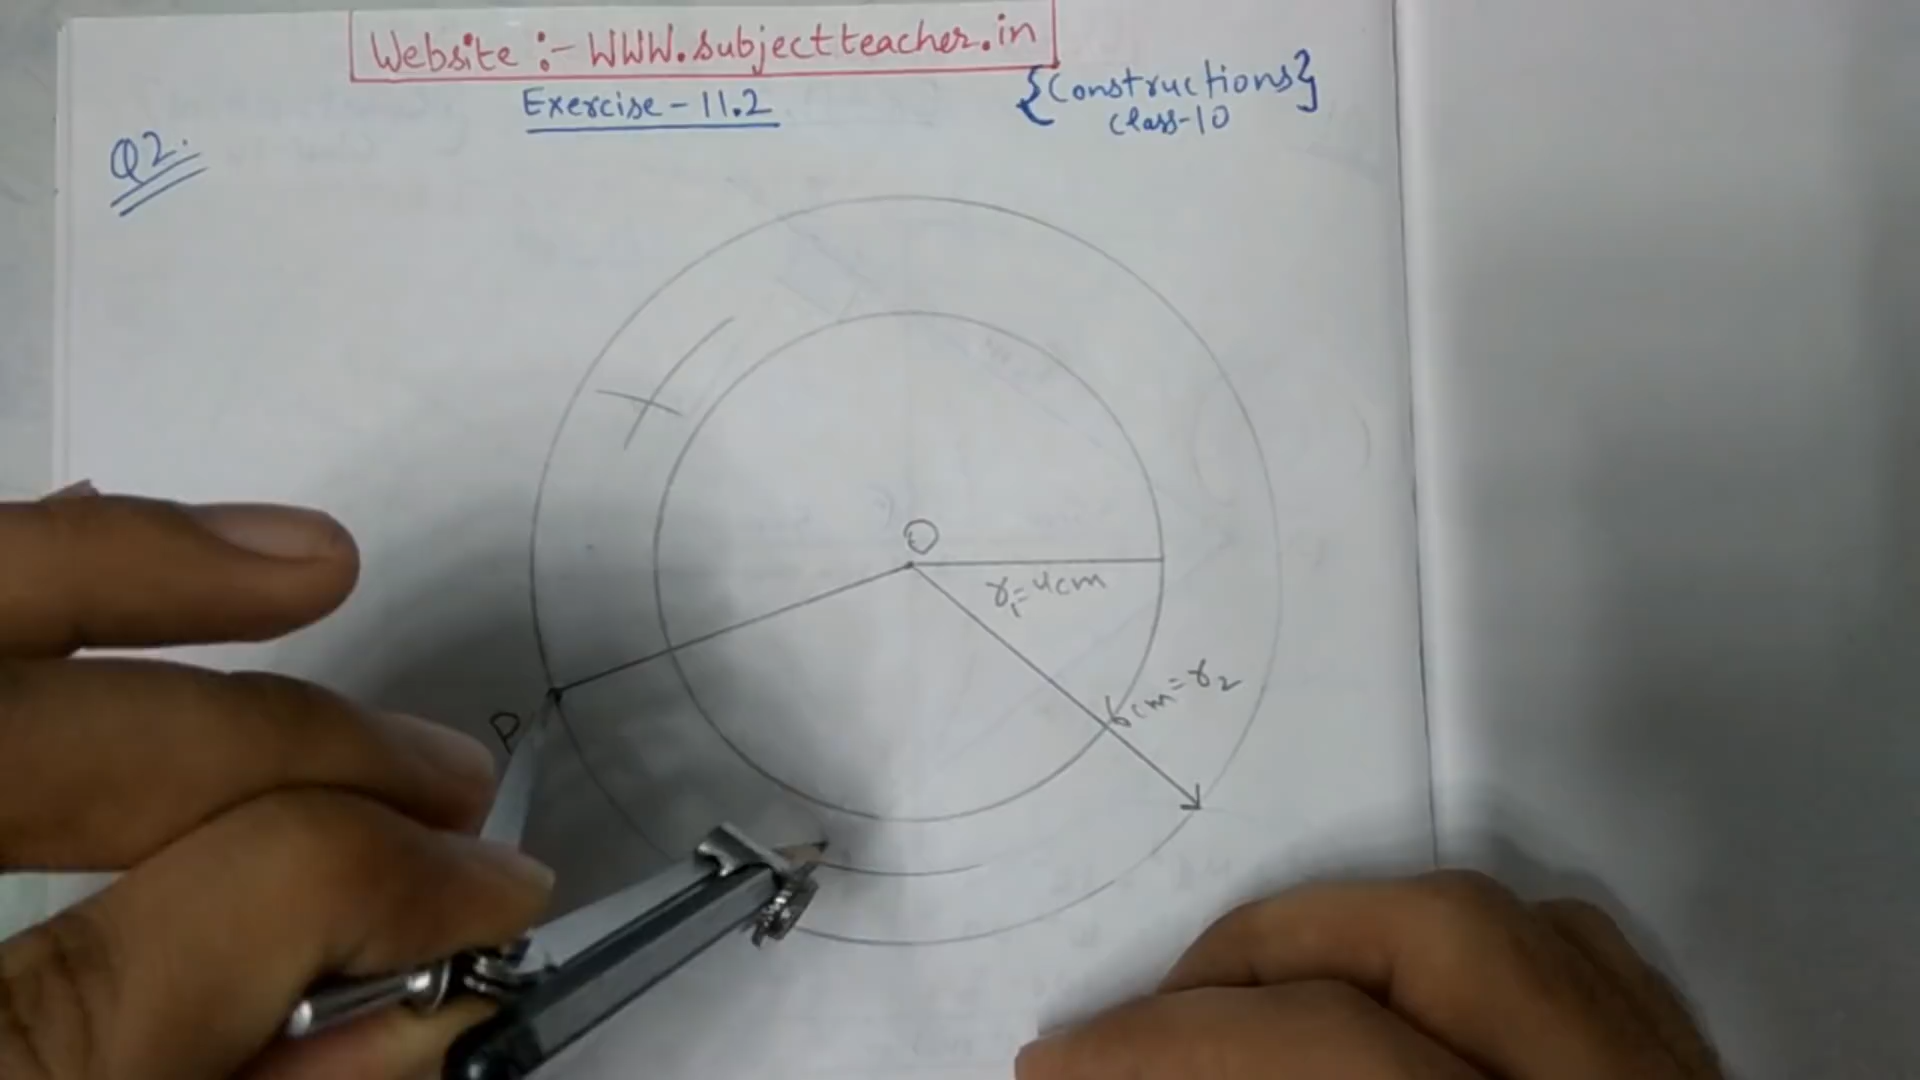 Website :- WWW.subjectteacher.in
Exercise - 11.2
{Constructions}
Class-10
Q2.
O
r₁=4cm
6cm=r₂
P